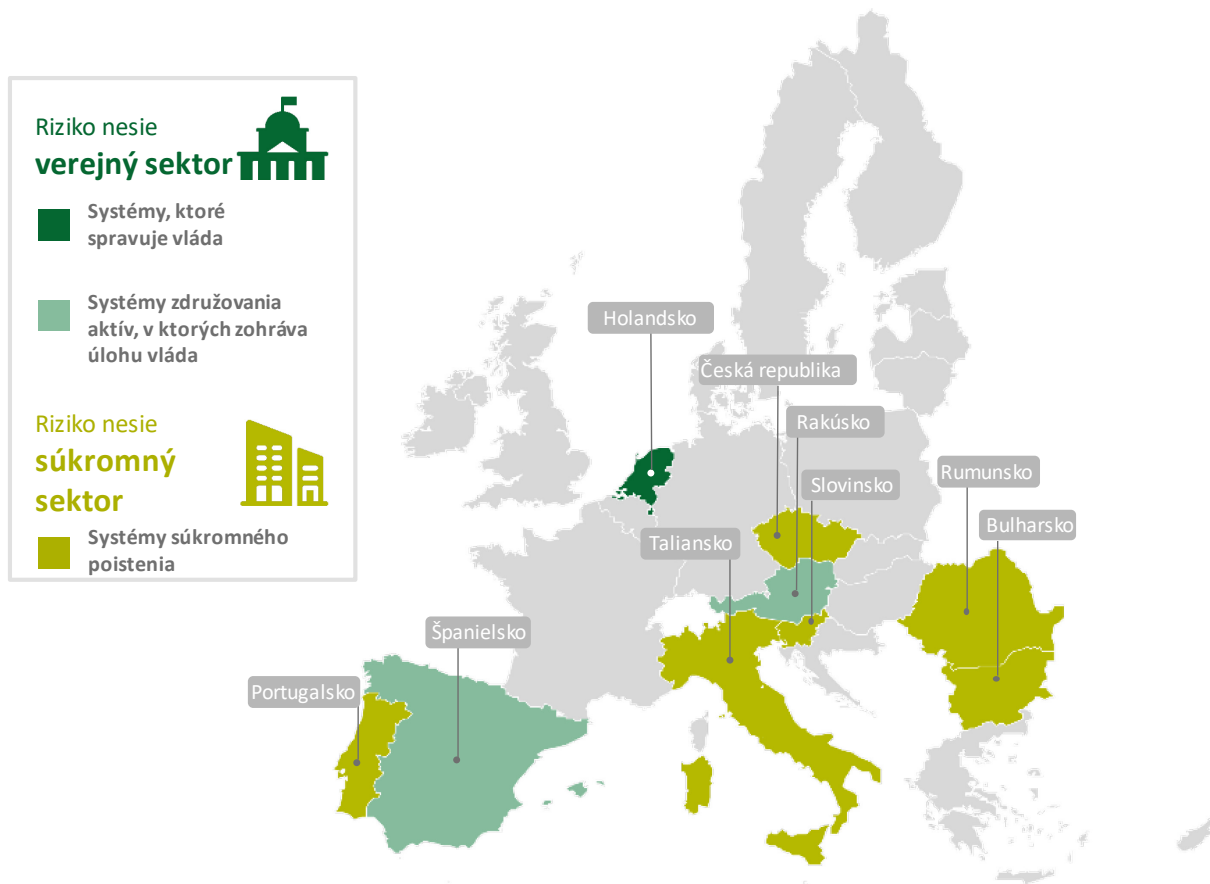 Riziko nesie
verejný sektor
Systémy, ktoré
spravuje vláda
Systémy združovania
aktív, v ktorých zohráva
úlohu vláda
Riziko nesie
súkromný
sektor
Systémy súkromného
poistenia
Holandsko
Česká republika
Rakúsko
Slovinsko
Rumunsko
Bulharsko
Taliansko
Španielsko
Portugalsko